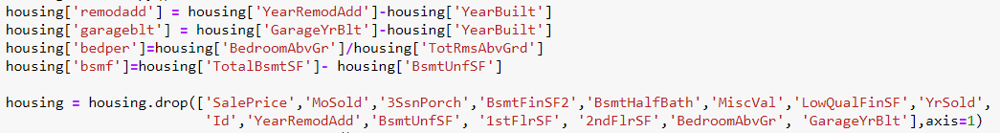 housing['remodadd'] = housing['YearRemodAdd']-housing['YearBuilt']
housing['garageblt'] = housing['GarageYrBlt']-housing['YearBuilt']
housing['bedper']=housing['BedroomAbvGr']/housing['TotRmsAbvGrd']
housing['bsmf']=housing['TotalBsmtSF']- housing['BsmtUnfSF']
housing = housing.drop(['SalePrice','MoSold','3SsnPorch','BsmtFinSF2','BsmtHalfBath','MiscVal','LowQualFinSF','YrSold',
'Id','YearRemodAdd','BsmtUnfSF', '1stFlrSF', '2ndFlrSF','BedroomAbvGr', 'GarageYrBlt'],axis=1)